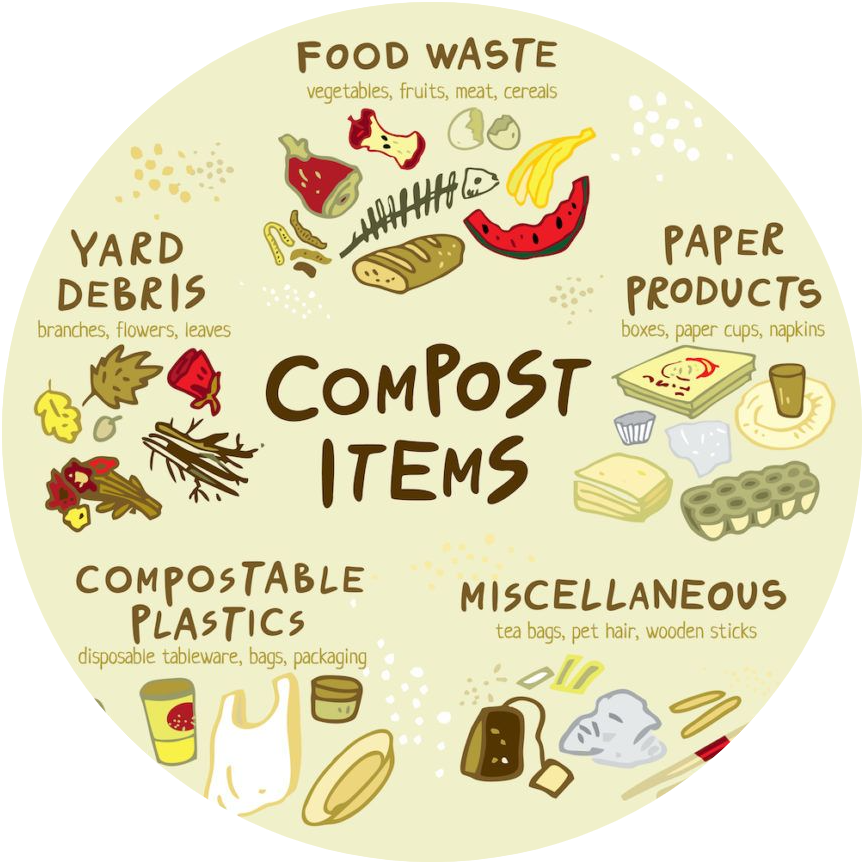 FOOD WASTE
vegetables, fruits, meat, cereals
YARD
DEBRIS
branches, flowers, leaves
PAPER
PRODUCTS
boxes, paper cups, napkins
COMPOST
ITEMS
COMPOSTABLE
PLASTICS
disposable tableware, bags, packaging
MISCELLANEOUS
tea bags, pet hair, wooden sticks